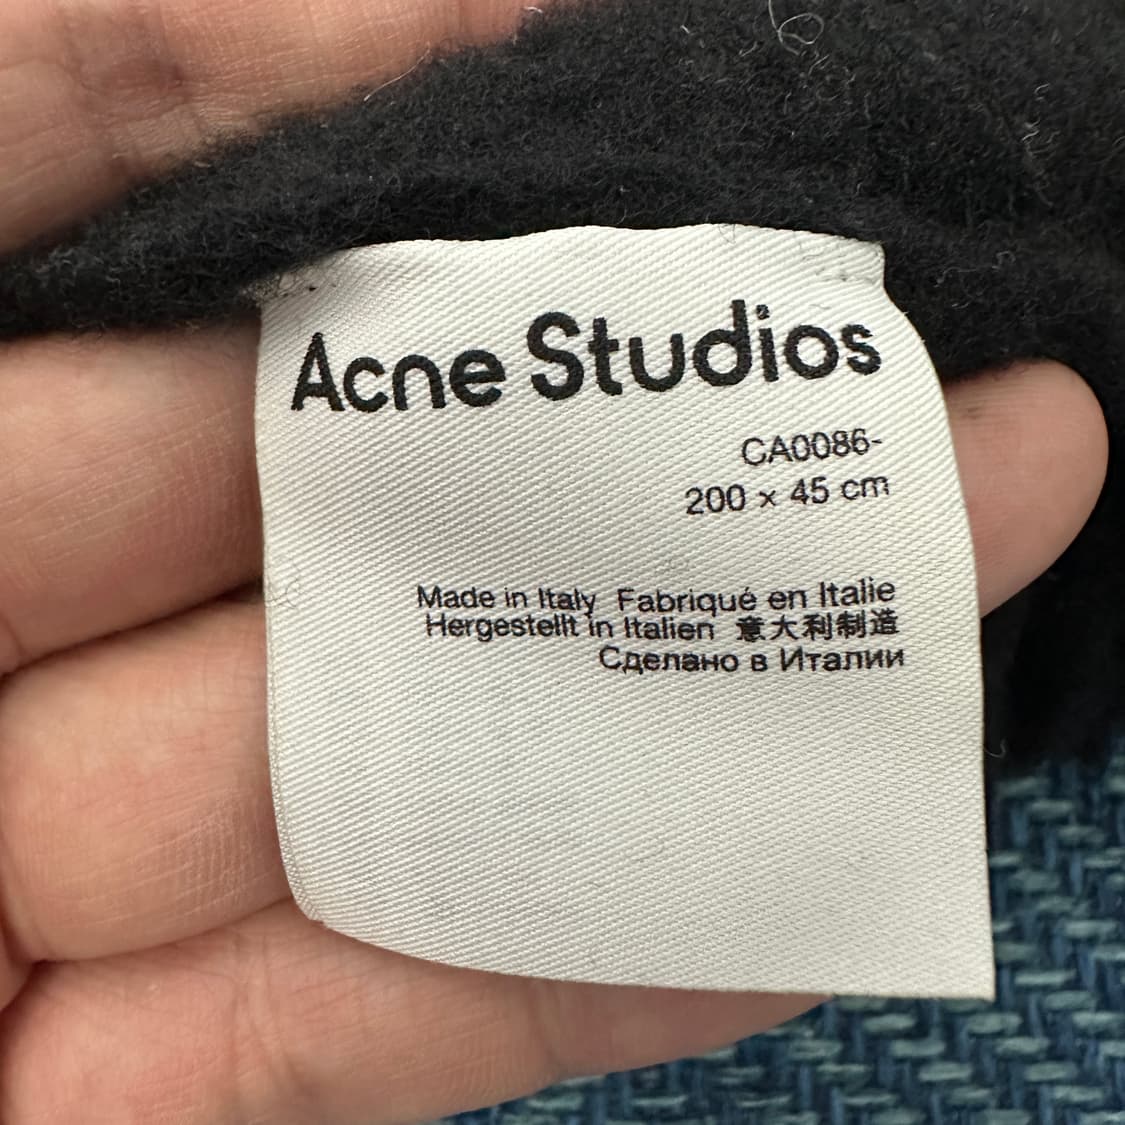 Acne Studios
CA0086-
200 x 45 cm
Made in Italy Fabriqué en Italie
Hergestellt in Italien 意大利制造
Сделано в Италии